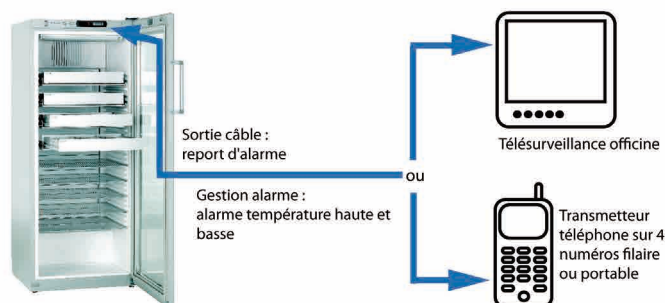 Sortie câble :
report d'alarme
Gestion alarme :
alarme température haute et
basse
ou
Télésurveillance officine
Transmetteur
téléphone sur 4
numéros filaire
ou portable